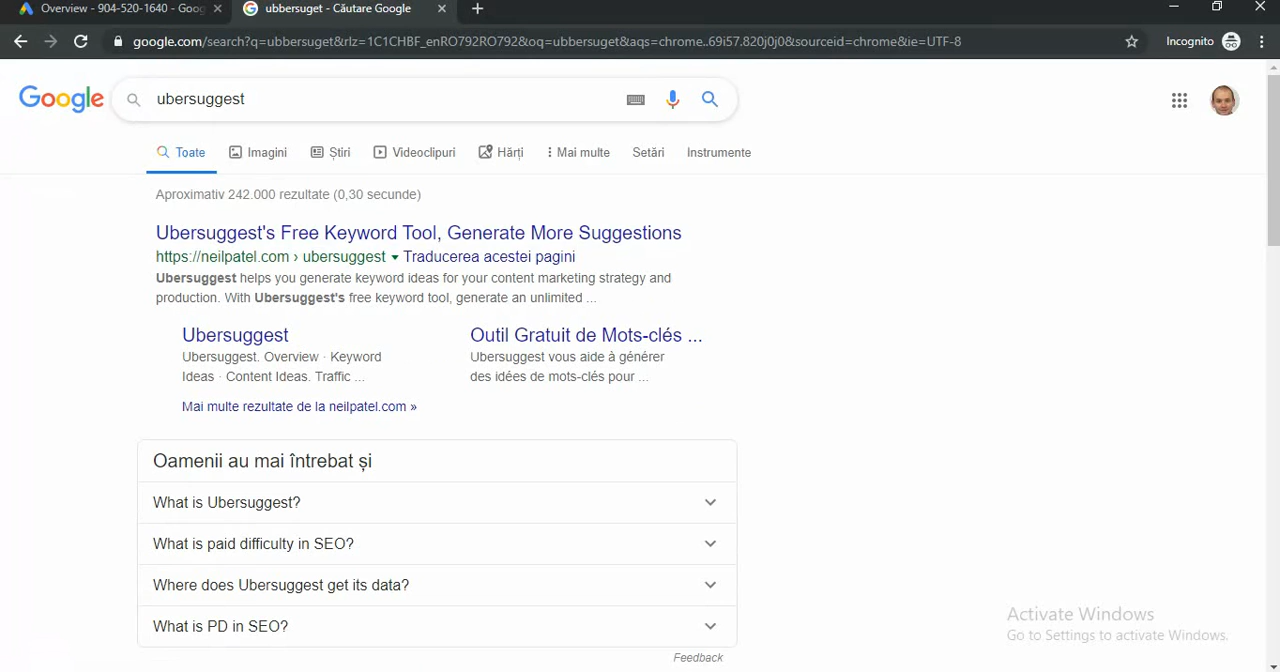 Overview - 904-520-1640 - Goog
ubbersuget - Căutare Google
google.com/search?q=ubbersuget&rlz=1C1CHBF_enRO792RO792&oq=ubbersuget&aqs=chrome..69i57.820j0j0&sourceid=chrome&ie=UTF-8
Incognito
Google
ubersuggest
Toate Imagini Știri Videoclipuri Hărți Mai multe Setări Instrumente
Aproximativ 242.000 rezultate (0,30 secunde)
Ubersuggest's Free Keyword Tool, Generate More Suggestions
https://neilpatel.com › ubersuggest ▾ Traducerea acestei pagini
Ubersuggest helps you generate keyword ideas for your content marketing strategy and
production. With Ubersuggest's free keyword tool, generate an unlimited ...
Ubersuggest
Ubersuggest. Overview · Keyword
Ideas · Content Ideas. Traffic ...
Outil Gratuit de Mots-clés ...
Ubersuggest vous aide à générer
des idées de mots-clés pour ...
Mai multe rezultate de la neilpatel.com »
Oamenii au mai întrebat și
What is Ubersuggest?
What is paid difficulty in SEO?
Where does Ubersuggest get its data?
What is PD in SEO?
Feedback
Activate Windows
Go to Settings to activate Windows.